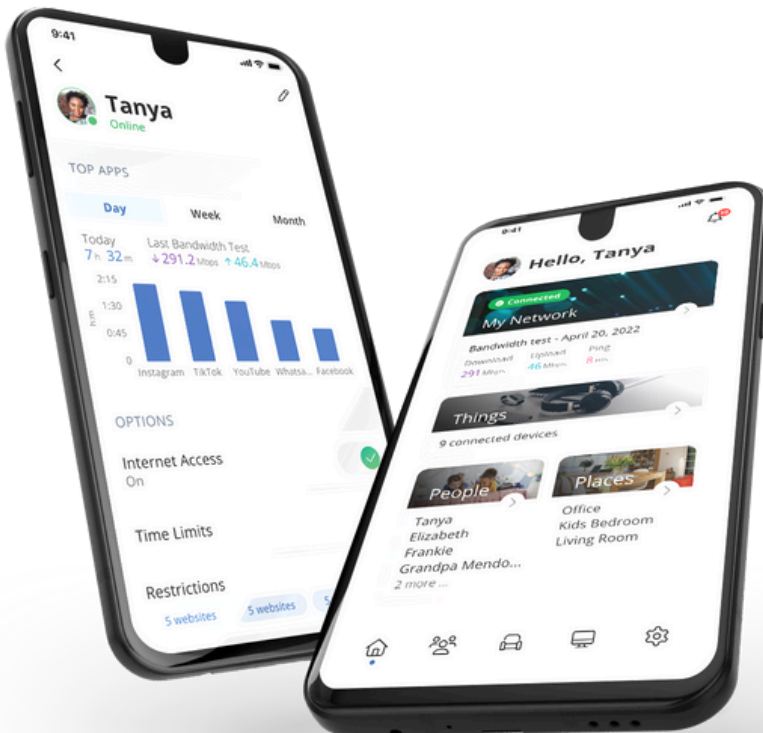 9:41
Tanya
Online
TOP APPS
Day Week Month
Today Last Bandwidth Test
7h 32m ↓291.2 Mbps ↑46.4 Mbps
2:15
1:30
0:45
0
h:m
Instagram TikTok YouTube Whatsa... Facebook
OPTIONS
Internet Access
On
Time Limits
Restrictions
5 websites 5 websites 5
9:41
Hello, Tanya
Connected
My Network
Bandwidth test - April 20, 2022
Download Upload Ping
291 Mbps 46 Mbps 8 ms
Things
9 connected devices
People
Tanya
Elizabeth
Frankie
Grandpa Mendo...
2 more ...
Places
Office
Kids Bedroom
Living Room